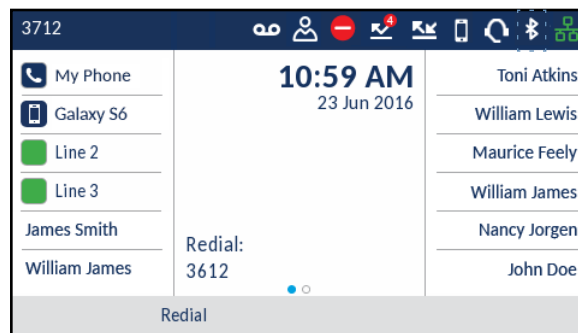 3712
4
My Phone
Galaxy S6
Line 2
Line 3
James Smith
William James
10:59 AM
23 Jun 2016
Redial:
3612
Toni Atkins
William Lewis
Maurice Feely
William James
Nancy Jorgen
John Doe
Redial